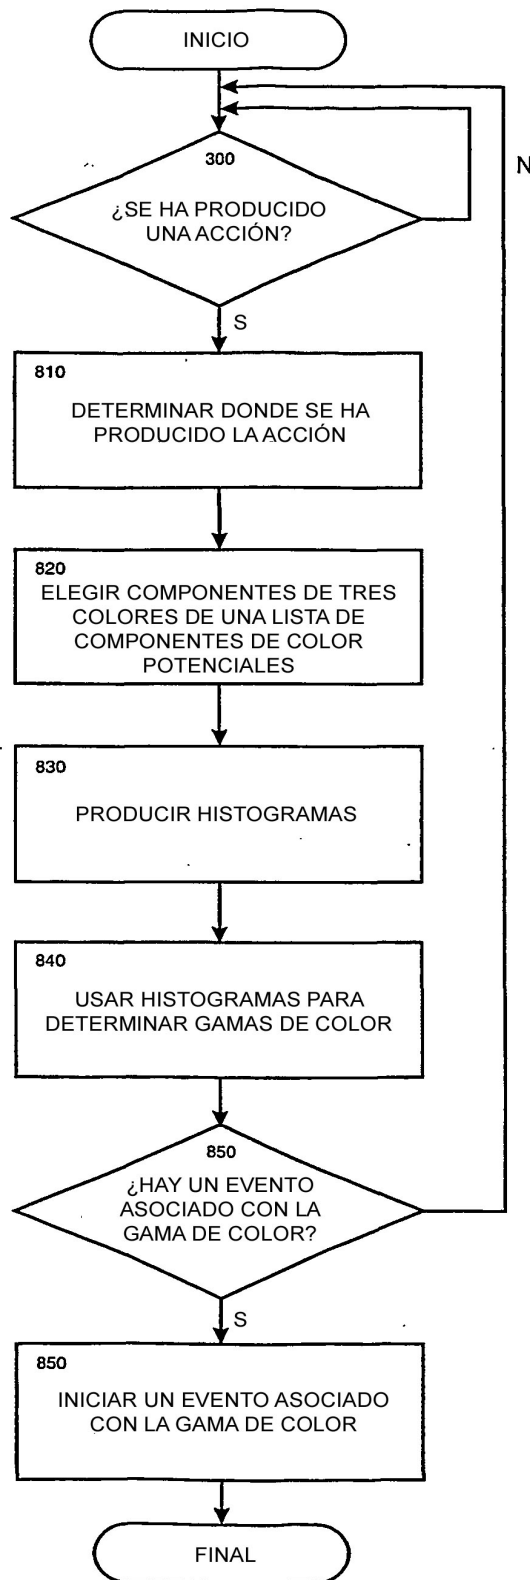 INICIO
N
300
¿SE HA PRODUCIDO
UNA ACCIÓN?
S
810
DETERMINAR DONDE SE HA
PRODUCIDO LA ACCIÓN
820
ELEGIR COMPONENTES DE TRES
COLORES DE UNA LISTA DE
COMPONENTES DE COLOR
POTENCIALES
830
PRODUCIR HISTOGRAMAS
840
USAR HISTOGRAMAS PARA
DETERMINAR GAMAS DE COLOR
850
¿HAY UN EVENTO
ASOCIADO CON LA
GAMA DE COLOR?
S
850
INICIAR UN EVENTO ASOCIADO
CON LA GAMA DE COLOR
FINAL